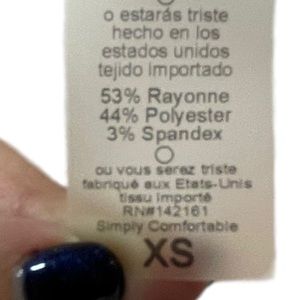 o estarás triste
hecho en los
estados unidos
tejido importado
53% Rayonne
44% Polyester
3% Spandex
ou vous serez triste
fabriqué aux Etats-Unis
tissu importé
RN#142161
Simply Comfortable
XS